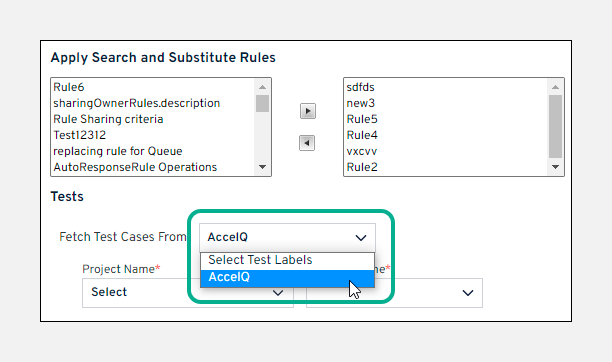 Apply Search and Substitute Rules
Rule6
sharingOwnerRules.description
Rule Sharing criteria
Test12312
replacing rule for Queue
AutoResponseRule Operations
sdfds
new3
Rule5
Rule4
vxcvv
Rule2
Tests
Fetch Test Cases From
AccelQ
Select Test Labels
AccelQ
Project Name*
me*
Select